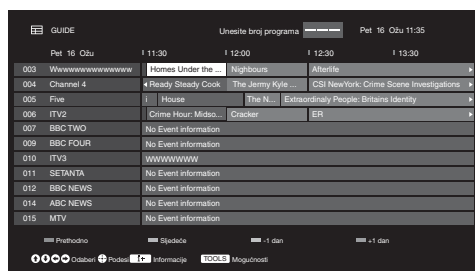 GUIDE Unesite broj programa Pet 16 Ožu 11:35
Pet 16 Ožu 11:30 12:00 12:30 13:30
003 Wwwwwwwwwwwwww Homes Under the ... Nighbours Afterlife
004 Channel 4 Ready Steady Cook The Jermy Kyle ... CSI NewYork: Crime Scene Investigations
005 Five House The N... Extraordinaly People: Britains Identity
006 ITV2 Crime Hour: Midso... Cracker ER
007 BBC TWO No Event information
009 BBC FOUR No Event information
010 ITV3 WWWWWWW
011 SETANTA No Event information
012 BBC NEWS No Event information
014 ABC NEWS No Event information
015 MTV No Event information
Prethodno Sljedeće -1 dan +1 dan
Odaberi Podesi i+ Informacije TOOLS Mogućnosti